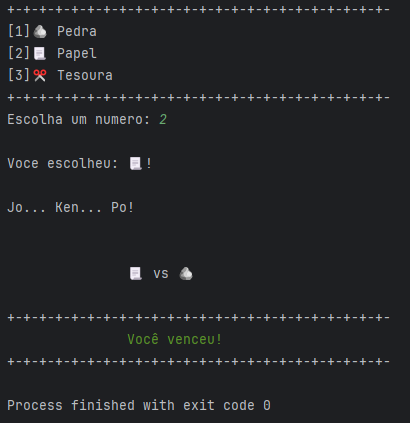 +-+-+-+-+-+-+-+-+-+-+-+-+-+-+-+-+-+-+-+-+-+-+-+-
[1]🪨 Pedra
[2]📃 Papel
[3]✂️ Tesoura
+-+-+-+-+-+-+-+-+-+-+-+-+-+-+-+-+-+-+-+-+-+-+-+-
Escolha um numero: 2
Voce escolheu: 📃!
Jo... Ken... Po!
📃 vs 🪨
+-+-+-+-+-+-+-+-+-+-+-+-+-+-+-+-+-+-+-+-+-+-+-+-
Você venceu!
+-+-+-+-+-+-+-+-+-+-+-+-+-+-+-+-+-+-+-+-+-+-+-+-
Process finished with exit code 0